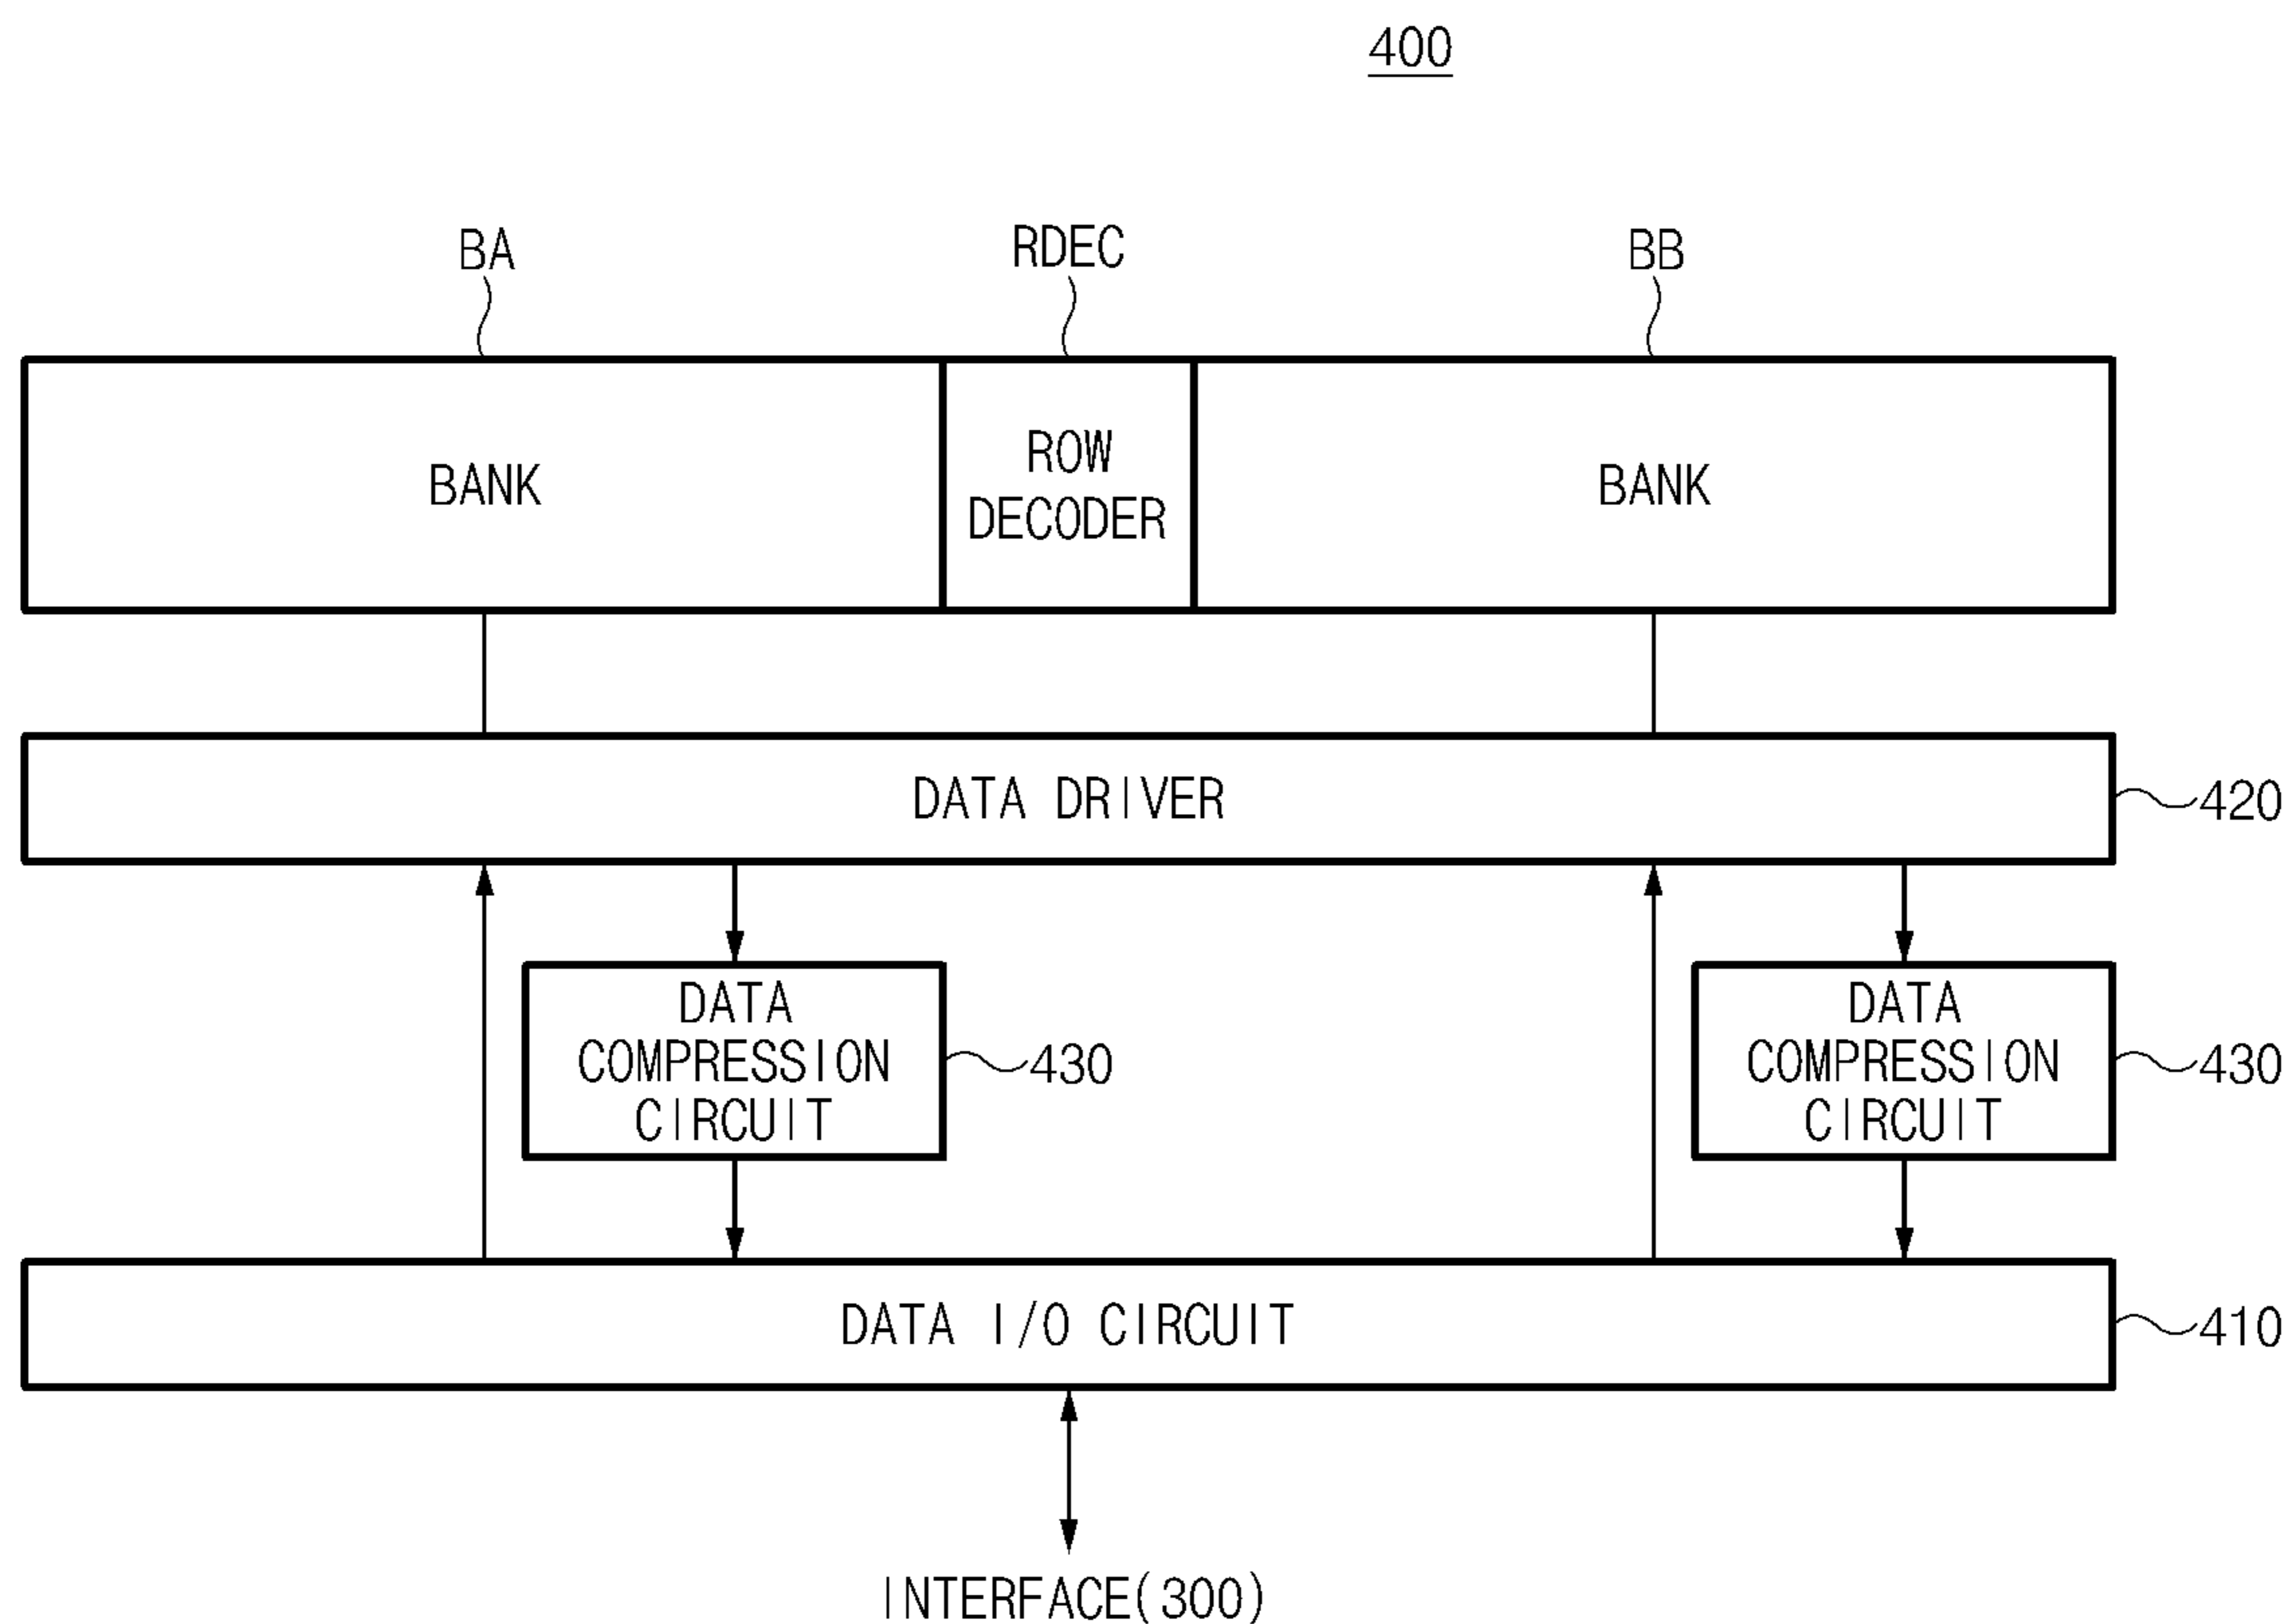 400
BA RDEC BB
BANK
ROW
DECODER
BANK
DATA DRIVER
420
DATA
COMPRESSION
CIRCUIT
430
DATA
COMPRESSION
CIRCUIT
430
DATA I/O CIRCUIT
410
INTERFACE(300)